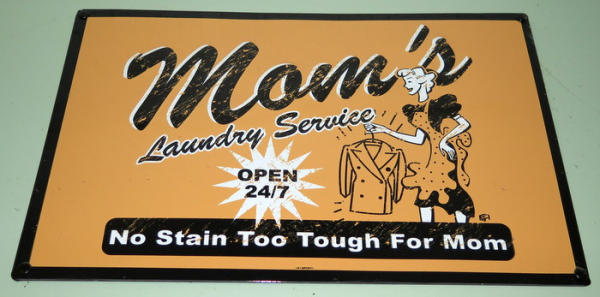 Mom's
Laundry Service
OPEN
24/7
No Stain Too Tough For Mom